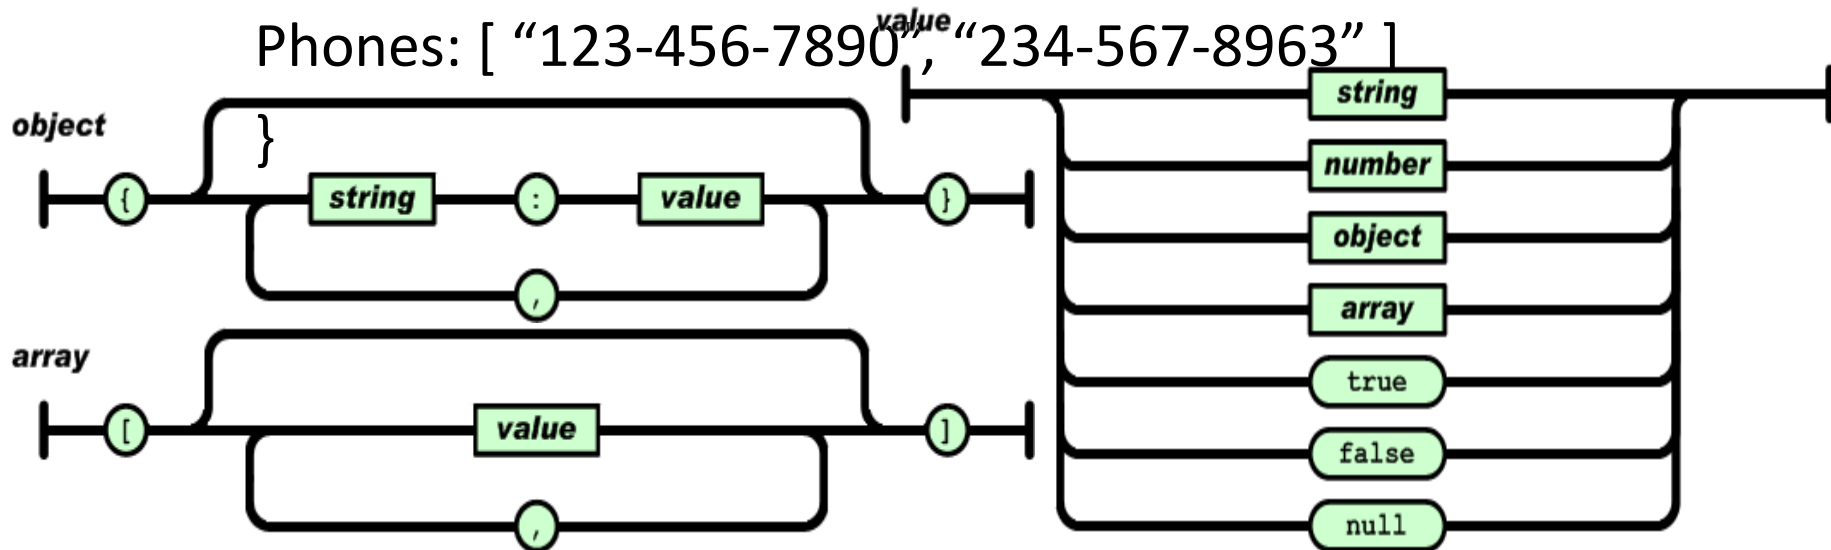 Phones: [ “123-456-7890”, “234-567-8963” ]
}
object
{
string
:
value
}
,
array
[
value
]
,
value
string
number
object
array
true
false
null